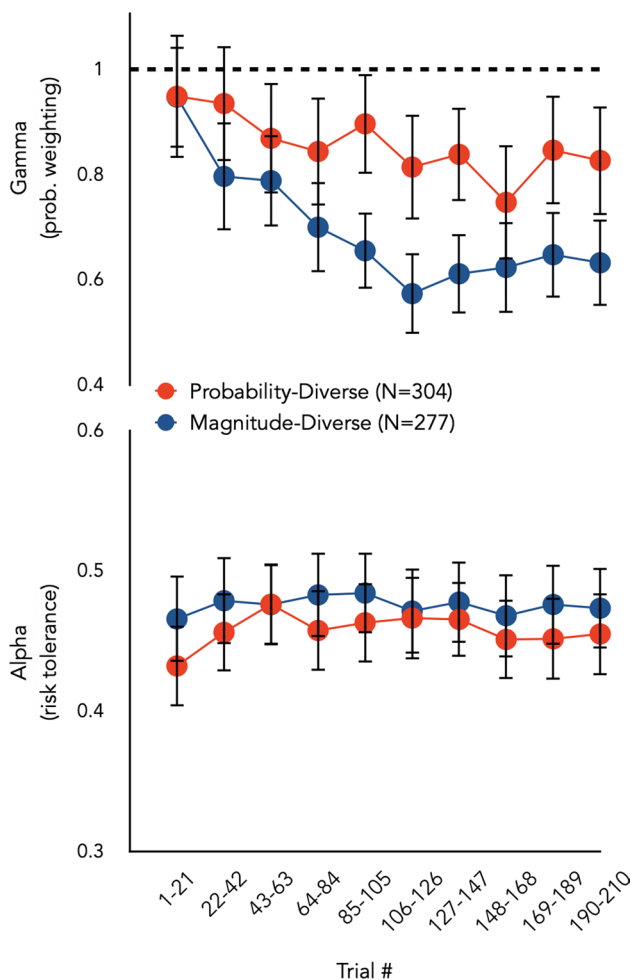 Gamma
(prob. weighting)
1
0.8
0.6
0.4
Probability-Diverse (N=304)
Magnitude-Diverse (N=277)
Alpha
(risk tolerance)
0.6
0.5
0.4
0.3
1-21
22-42
43-63
64-84
85-105
106-126
127-147
148-168
169-189
190-210
Trial #